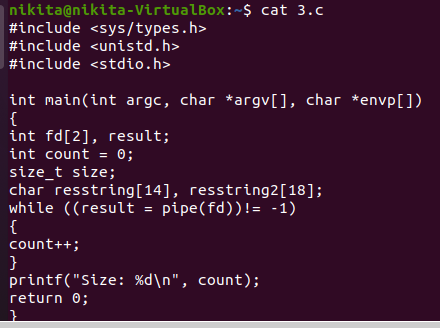 nikita@nikita-VirtualBox:~$ cat 3.c
#include <sys/types.h>
#include <unistd.h>
#include <stdio.h>

int main(int argc, char *argv[], char *envp[])
{
int fd[2], result;
int count = 0;
size_t size;
char resstring[14], resstring2[18];
while ((result = pipe(fd))!= -1)
{
count++;
}
printf("Size: %d\n", count);
return 0;
}